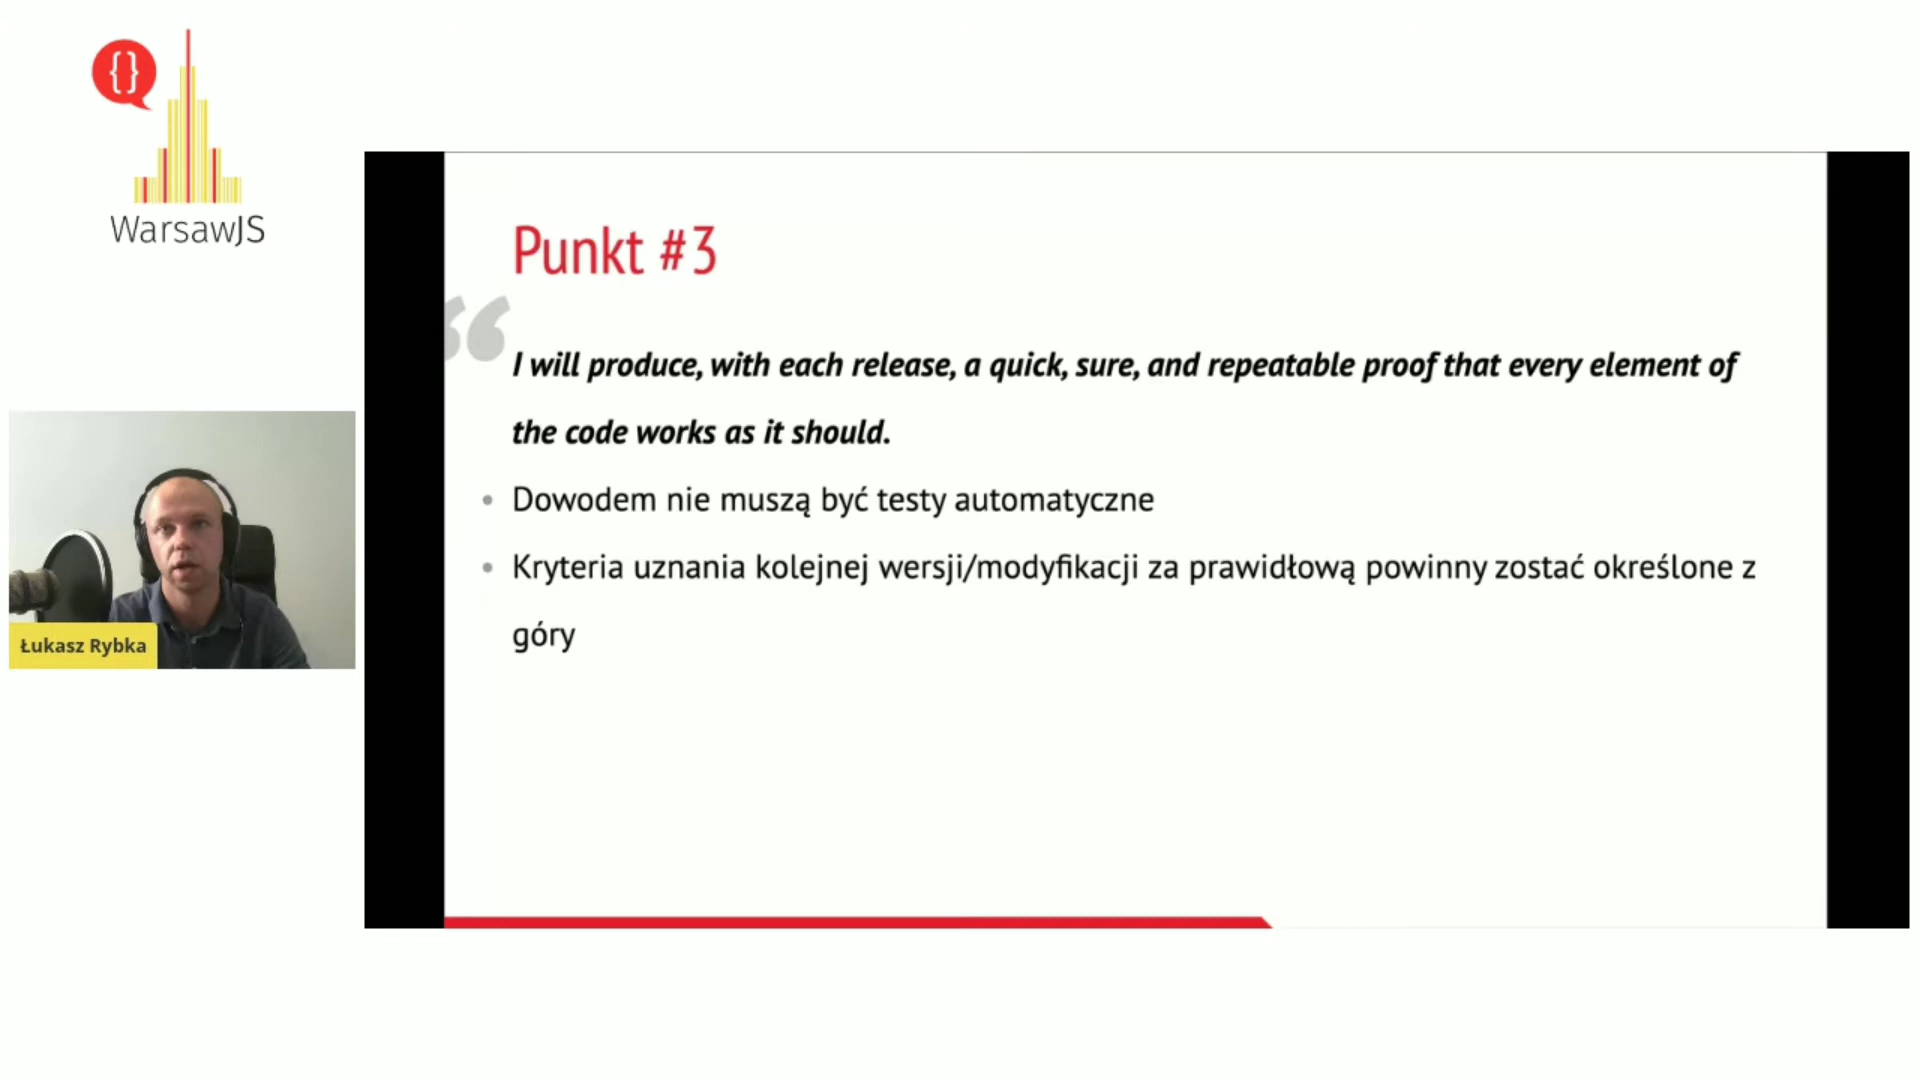 {}
WarsawJS
Punkt #3
“
I will produce, with each release, a quick, sure, and repeatable proof that every element of
the code works as it should.
• Dowodem nie muszą być testy automatyczne
• Kryteria uznania kolejnej wersji/modyfikacji za prawidłową powinny zostać określone z
góry
Łukasz Rybka